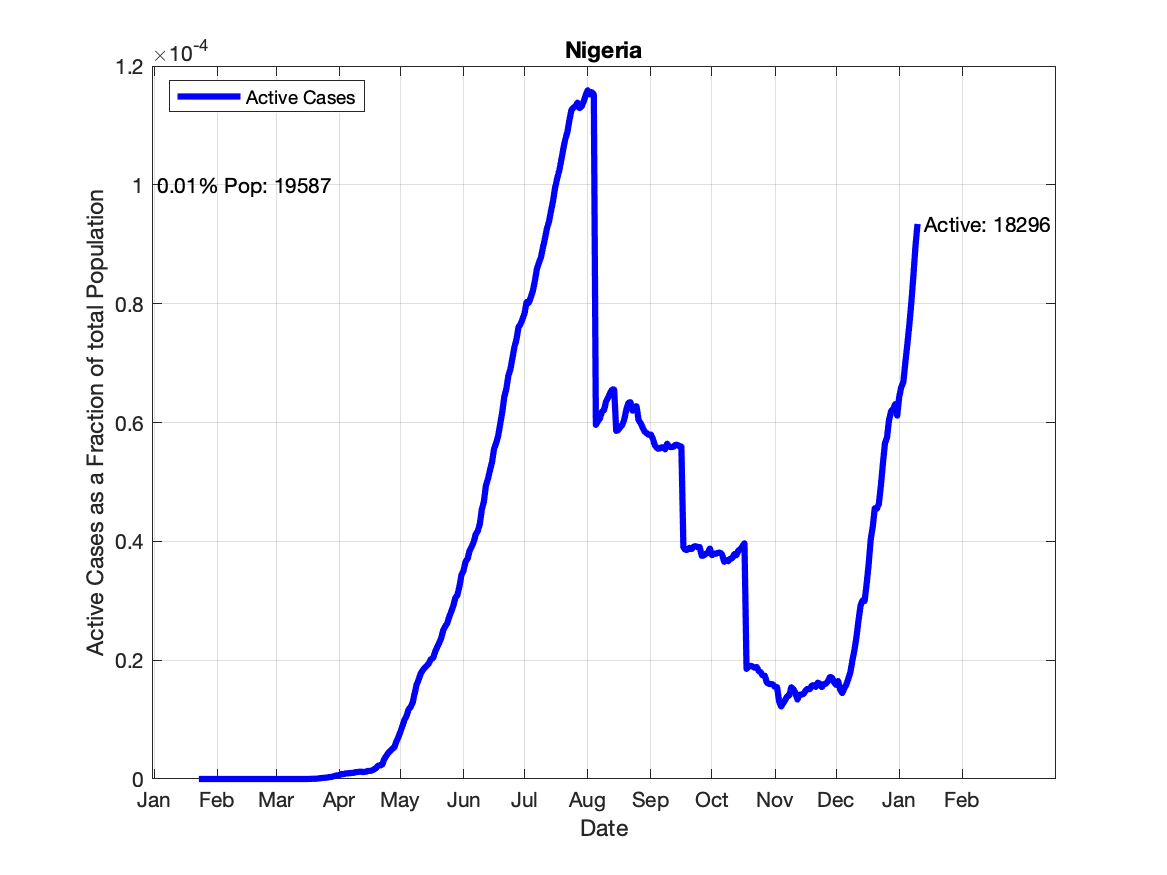 Nigeria
×10-4
1.2
1
0.8
0.6
0.4
0.2
0
Active Cases as a Fraction of total Population
Active Cases
0.01% Pop: 19587
Active: 18296
Jan Feb Mar Apr May Jun Jul Aug Sep Oct Nov Dec Jan Feb
Date